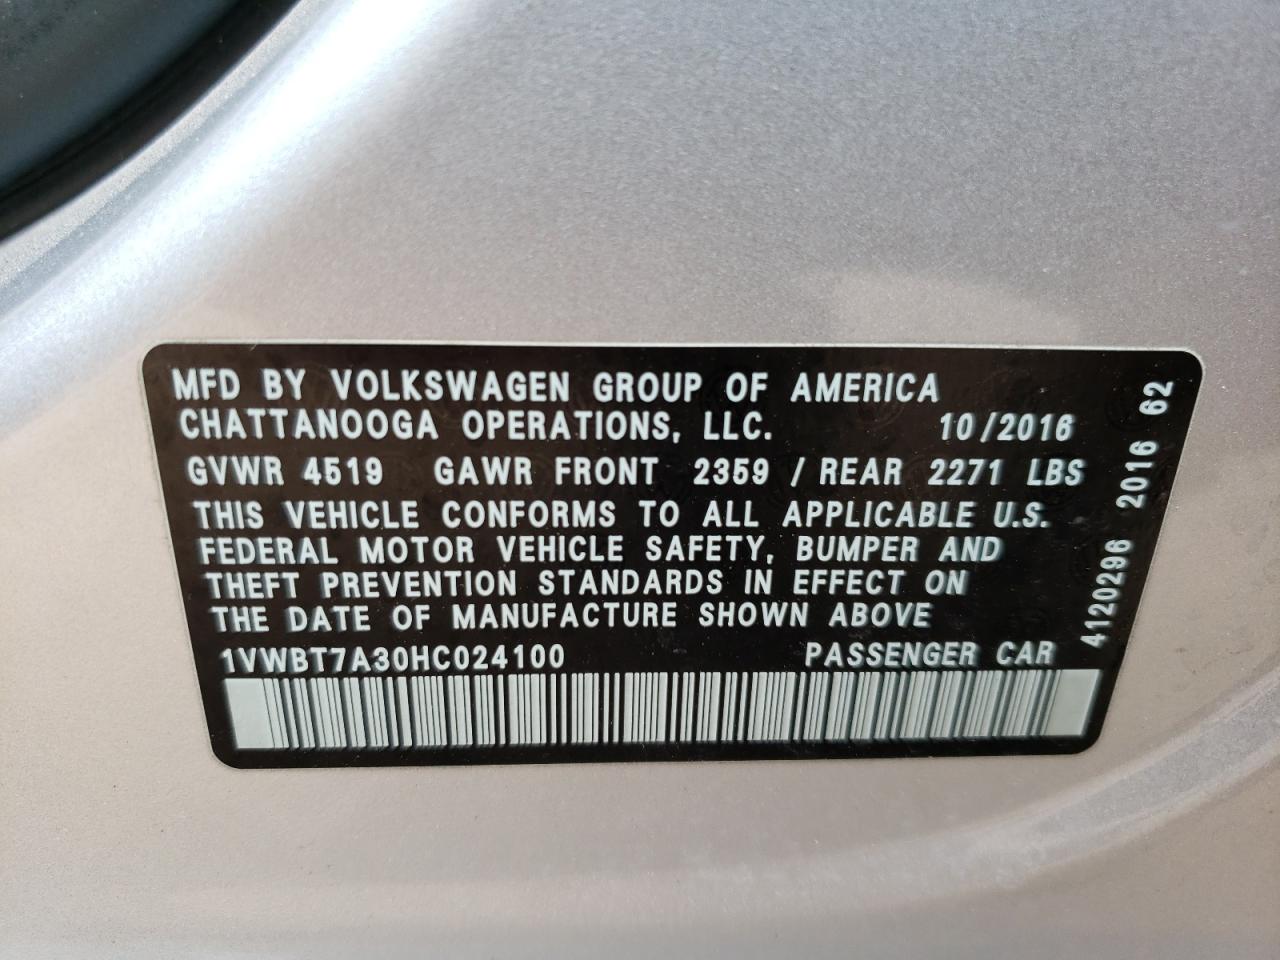 MFD BY VOLKSWAGEN GROUP OF AMERICA
CHATTANOOGA OPERATIONS, LLC. 10/2016
GVWR 4519 GAWR FRONT 2359 / REAR 2271 LBS
THIS VEHICLE CONFORMS TO ALL APPLICABLE U.S.
FEDERAL MOTOR VEHICLE SAFETY, BUMPER AND
THEFT PREVENTION STANDARDS IN EFFECT ON
THE DATE OF MANUFACTURE SHOWN ABOVE
1VWBT7A30HC024100 PASSENGER CAR
4120296 2016 62